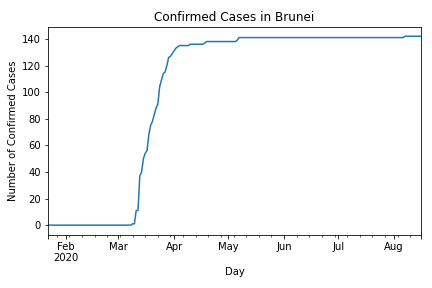 Confirmed Cases in Brunei
Number of Confirmed Cases
140
120
100
80
60
40
20
0
Feb Mar Apr May Jun Jul Aug
2020
Day